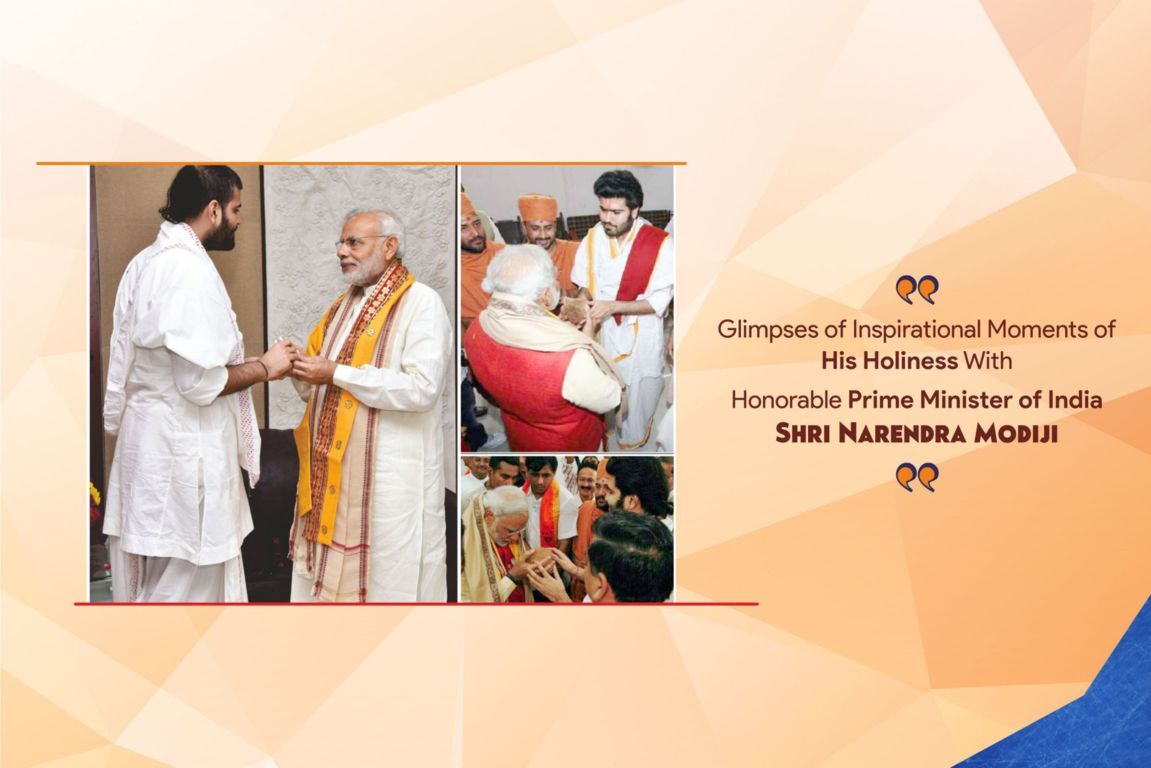 Glimpses of Inspirational Moments of
His Holiness With
Honorable Prime Minister of India
SHRI NARENDRA MODIJI